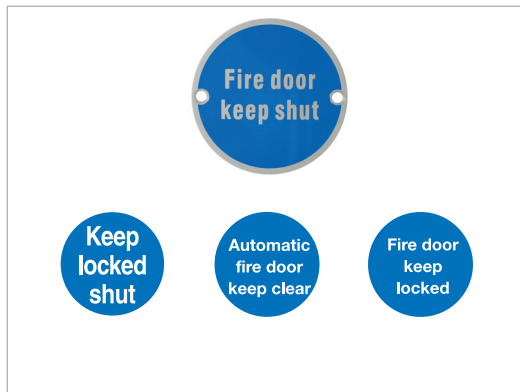 Fire door
keep shut
Keep
locked
shut
Automatic
fire door
keep clear
Fire door
keep
locked